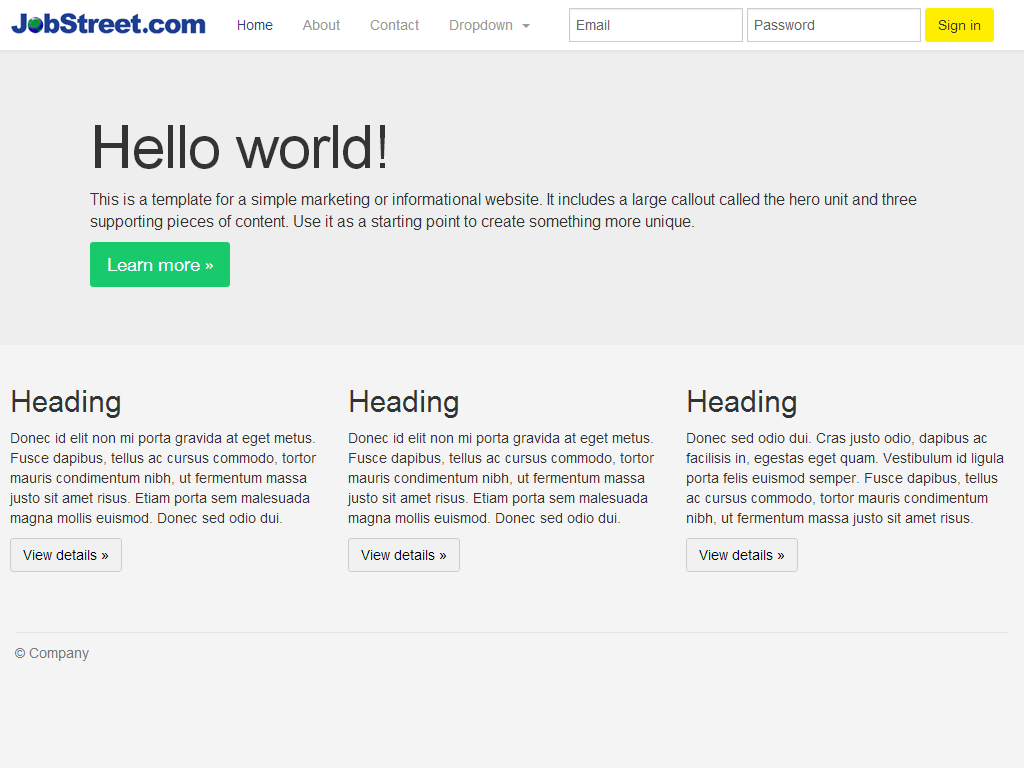 JobStreet.com Home About Contact Dropdown Email Password Sign in
Hello world!
This is a template for a simple marketing or informational website. It includes a large callout called the hero unit and three
supporting pieces of content. Use it as a starting point to create something more unique.
Learn more »
Heading
Donec id elit non mi porta gravida at eget metus.
Fusce dapibus, tellus ac cursus commodo, tortor
mauris condimentum nibh, ut fermentum massa
justo sit amet risus. Etiam porta sem malesuada
magna mollis euismod. Donec sed odio dui.
View details »
Heading
Donec id elit non mi porta gravida at eget metus.
Fusce dapibus, tellus ac cursus commodo, tortor
mauris condimentum nibh, ut fermentum massa
justo sit amet risus. Etiam porta sem malesuada
magna mollis euismod. Donec sed odio dui.
View details »
Heading
Donec sed odio dui. Cras justo odio, dapibus ac
facilisis in, egestas eget quam. Vestibulum id ligula
porta felis euismod semper. Fusce dapibus, tellus
ac cursus commodo, tortor mauris condimentum
nibh, ut fermentum massa justo sit amet risus.
View details »
© Company